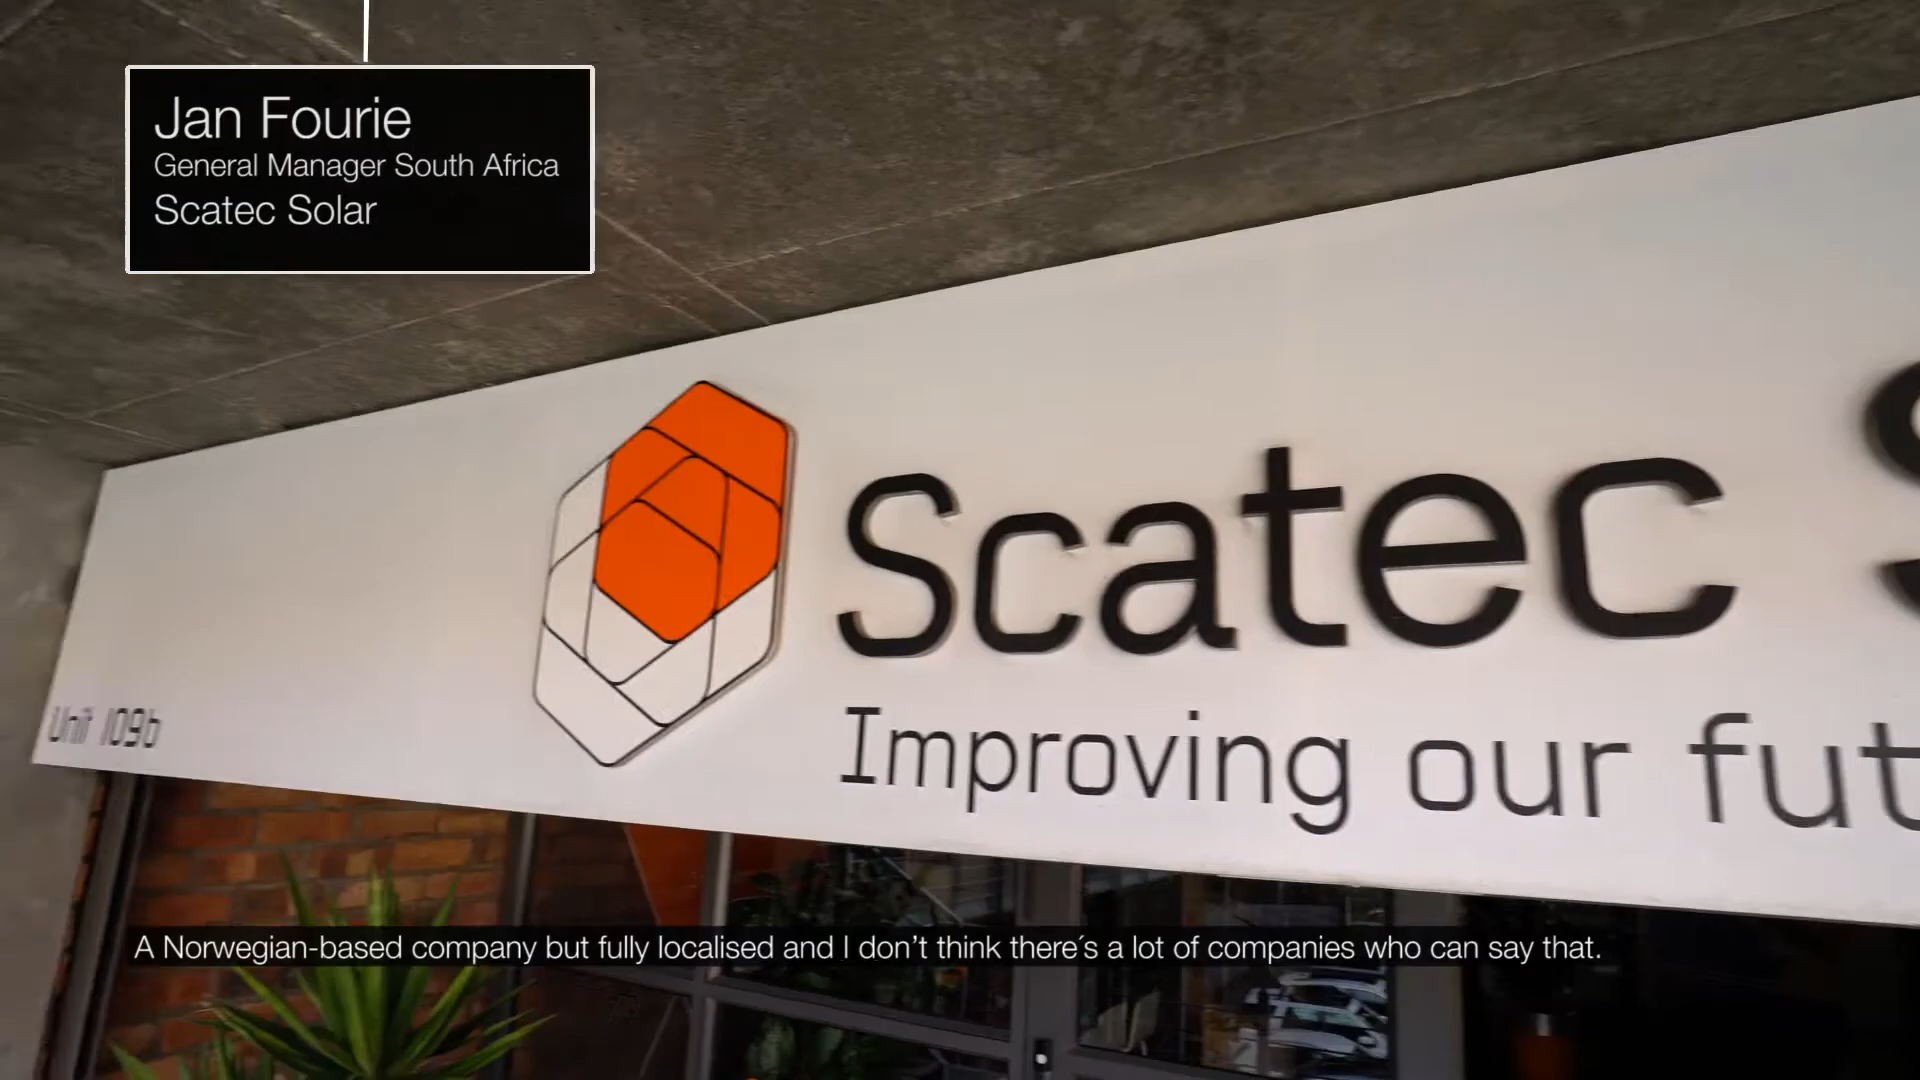 Jan Fourie
General Manager South Africa
Scatec Solar
Scatec S
Improving our fut
Unit 109b
A Norwegian-based company but fully localised and I don't think there´s a lot of companies who can say that.